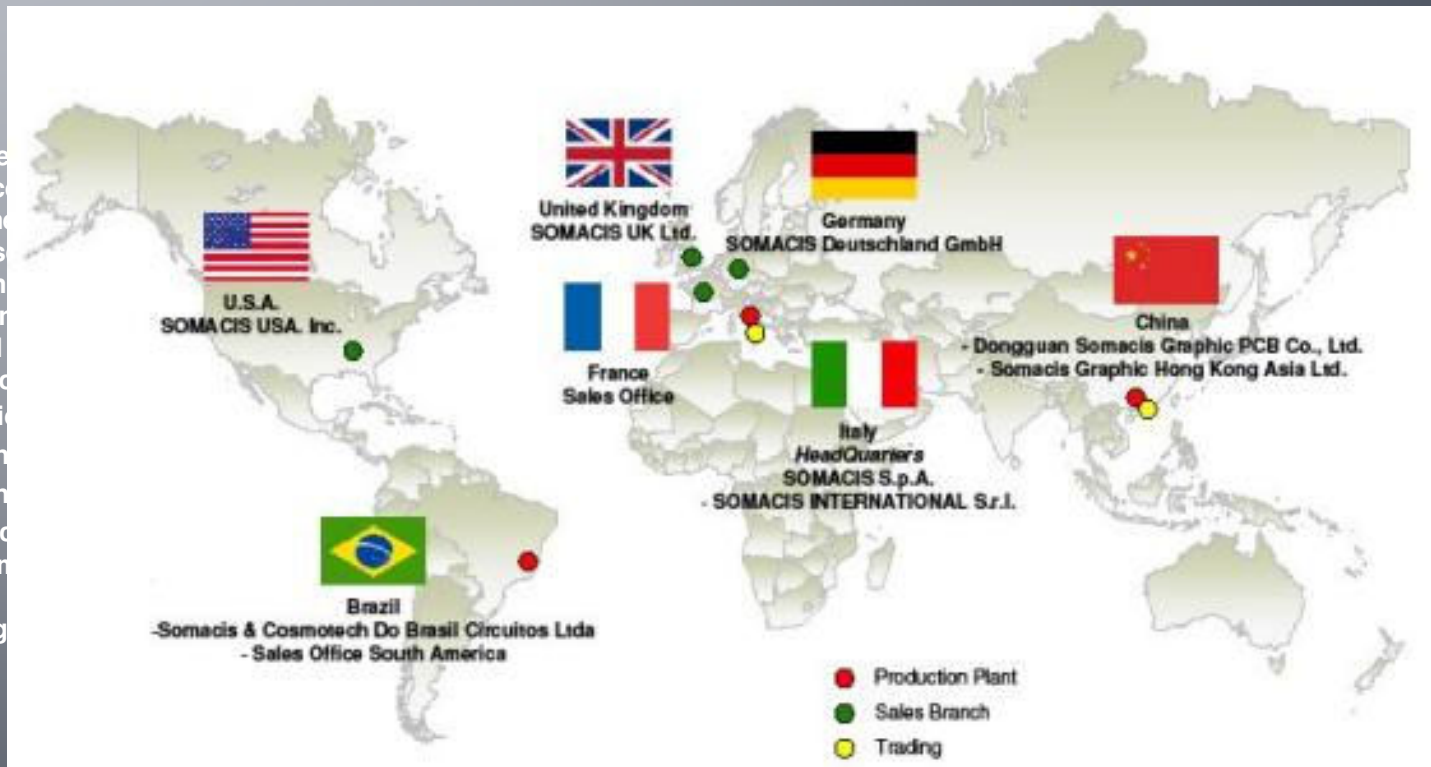 United Kingdom
SOMACIS UK Ltd.
Germany
SOMACIS Deutschland GmbH
U.S.A.
SOMACIS USA. Inc.
France
Sales Office
China
- Dongguan Somacis Graphic PCB Co., Ltd.
- Somacis Graphic Hong Kong Asia Ltd.
Italy
HeadQuarters
SOMACIS S.p.A.
- SOMACIS INTERNATIONAL S.r.l.
Brazil
-Somacis & Cosmotech Do Brasil Circuitos Ltda
- Sales Office South America
Production Plant
Sales Branch
Trading